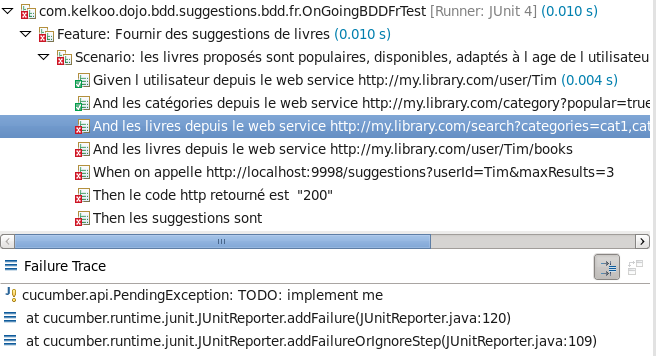 com.kelkoo.dojo.bdd.suggestions.bdd.fr.OnGoingBDDFrTest [Runner: JUnit 4] (0.010 s)
Feature: Fournir des suggestions de livres (0.010 s)
Scenario: les livres proposés sont populaires, disponibles, adaptés à l age de l utilisateu
Given l utilisateur depuis le web service http://my.library.com/user/Tim (0.004 s)
And les catégories depuis le web service http://my.library.com/category?popular=true
And les livres depuis le web service http://my.library.com/search?categories=cat1,cat
And les livres depuis le web service http://my.library.com/user/Tim/books
When on appelle http://localhost:9998/suggestions?userId=Tim&maxResults=3
Then le code http retourné est  "200"
Then les suggestions sont
Failure Trace
cucumber.api.PendingException: TODO: implement me
at cucumber.runtime.junit.JUnitReporter.addFailure(JUnitReporter.java:120)
at cucumber.runtime.junit.JUnitReporter.addFailureOrIgnoreStep(JUnitReporter.java:109)